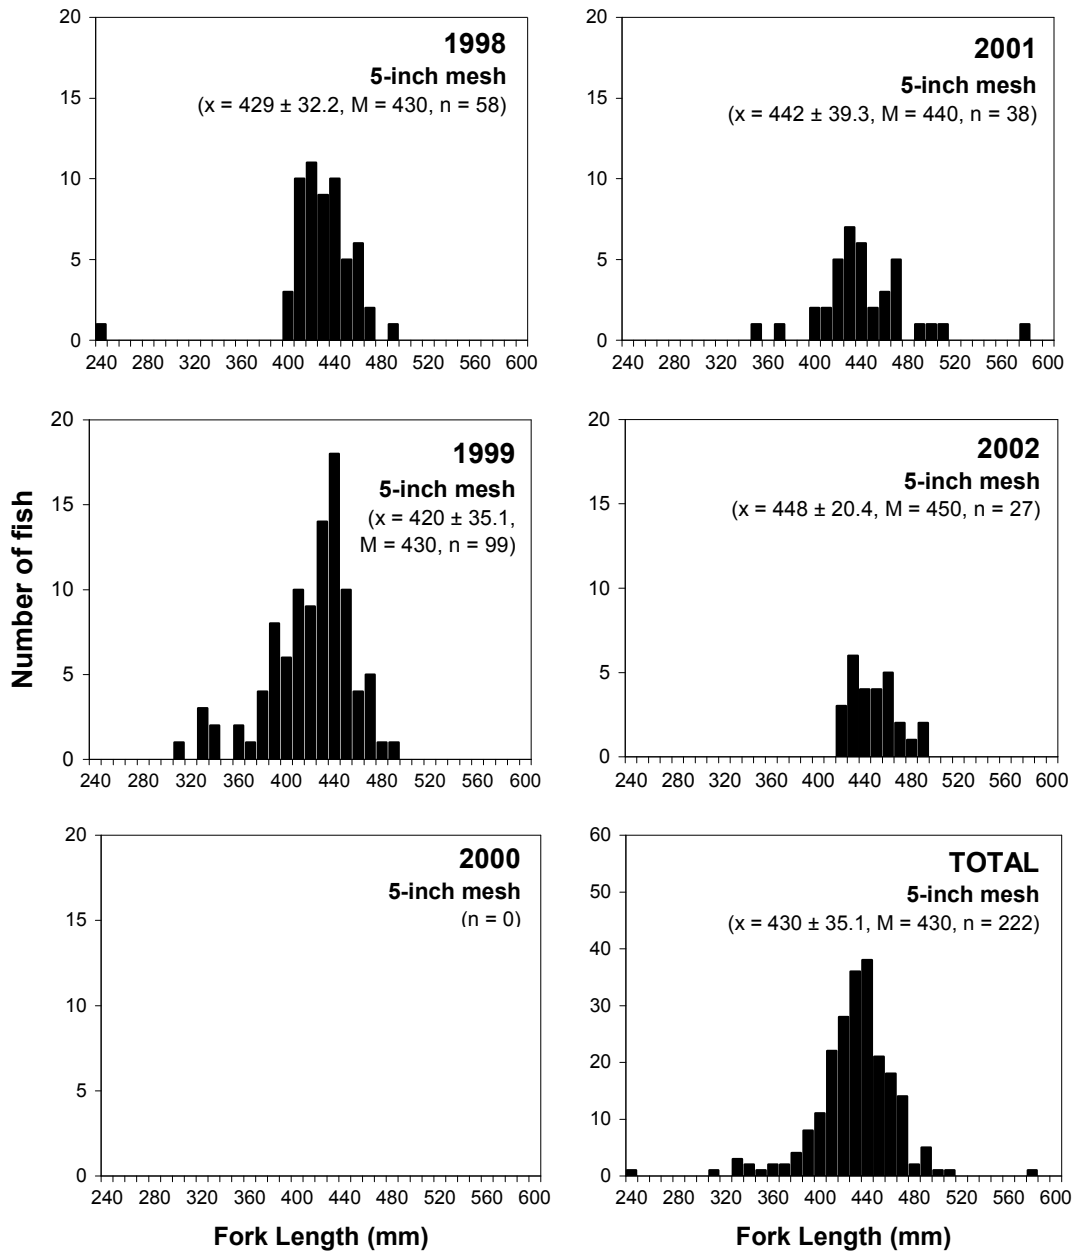 20
15
10
5
0
1998
5-inch mesh
(x = 429 ± 32.2, M = 430, n = 58)
240 280 320 360 400 440 480 520 560 600
20
15
10
5
0
2001
5-inch mesh
(x = 442 ± 39.3, M = 440, n = 38)
240 280 320 360 400 440 480 520 560 600
Number of fish
20
15
10
5
0
1999
5-inch mesh
(x = 420 ± 35.1,
M = 430, n = 99)
240 280 320 360 400 440 480 520 560 600
20
15
10
5
0
2002
5-inch mesh
(x = 448 ± 20.4, M = 450, n = 27)
240 280 320 360 400 440 480 520 560 600
20
15
10
5
0
2000
5-inch mesh
(n = 0)
240 280 320 360 400 440 480 520 560 600
Fork Length (mm)
60
50
40
30
20
10
0
TOTAL
5-inch mesh
(x = 430 ± 35.1, M = 430, n = 222)
240 280 320 360 400 440 480 520 560 600
Fork Length (mm)